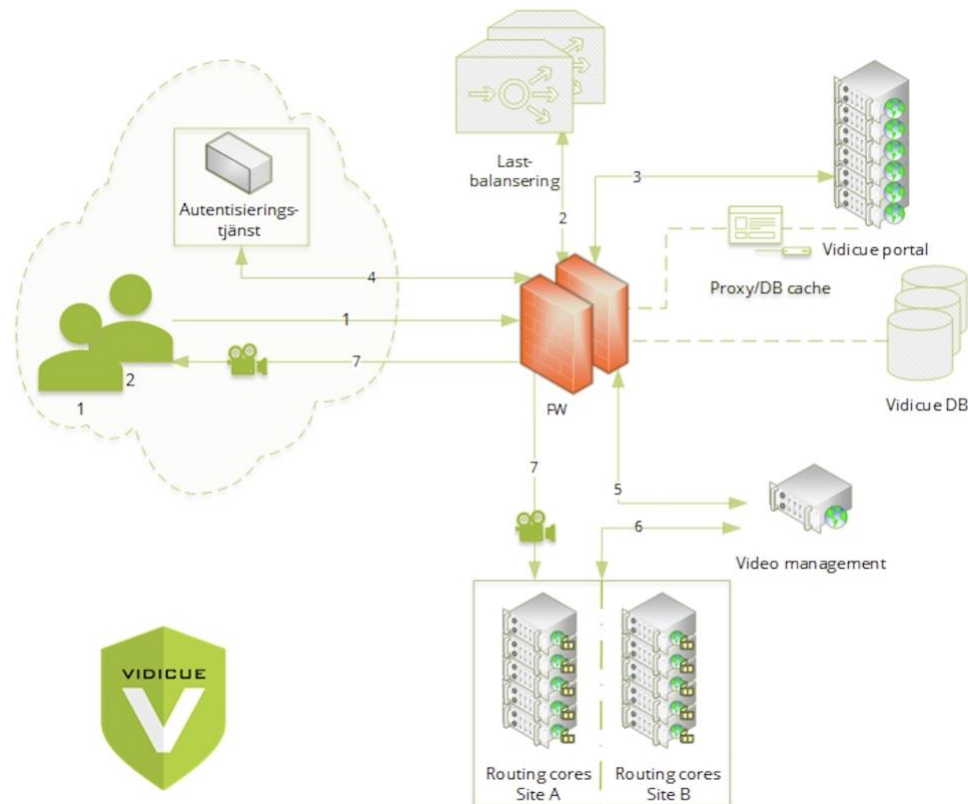 Last-
balansering
3
Autentiserings-
tjänst
2
Vidicue portal
4
Proxy/DB cache
1
7
2
1
FW
Vidicue DB
7
5
6
Video management
VIDICUE
V
Routing cores
Site A
Routing cores
Site B